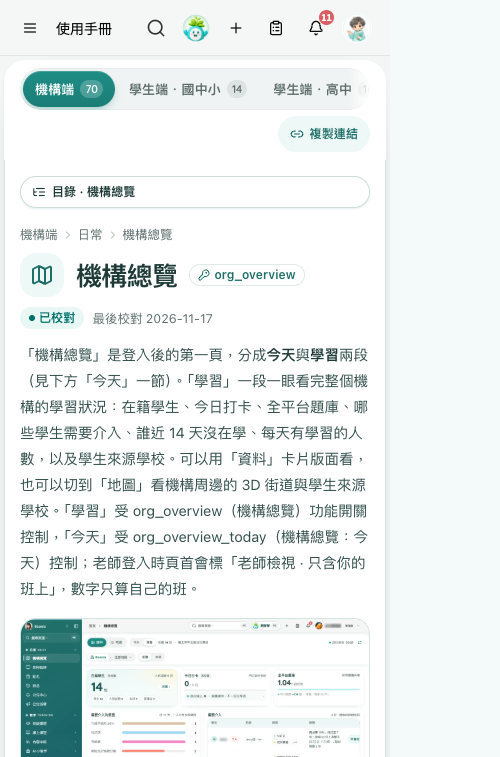 使用手冊
11
機構端 70
學生端 · 國中小 14
學生端 · 高中
複製連結
目錄 · 機構總覽
機構端 > 日常 > 機構總覽
機構總覽 org_overview
已校對 最後校對 2026-11-17
「機構總覽」是登入後的第一頁，分成今天與學習兩段
（見下方「今天」一節）。「學習」一段一眼看完整個機
構的學習狀況：在籍學生、今日打卡、全平台題庫、哪
些學生需要介入、誰近 14 天沒在學、每天有學習的人
數，以及學生來源學校。可以用「資料」卡片版面看，
也可以切到「地圖」看機構周邊的 3D 街道與學生來源
學校。「學習」受 org_overview（機構總覽）功能開關
控制，「今天」受 org_overview_today（機構總覽：今
天）控制；老師登入時頁首會標「老師檢視 · 只含你的
班上」，數字只算自己的班。